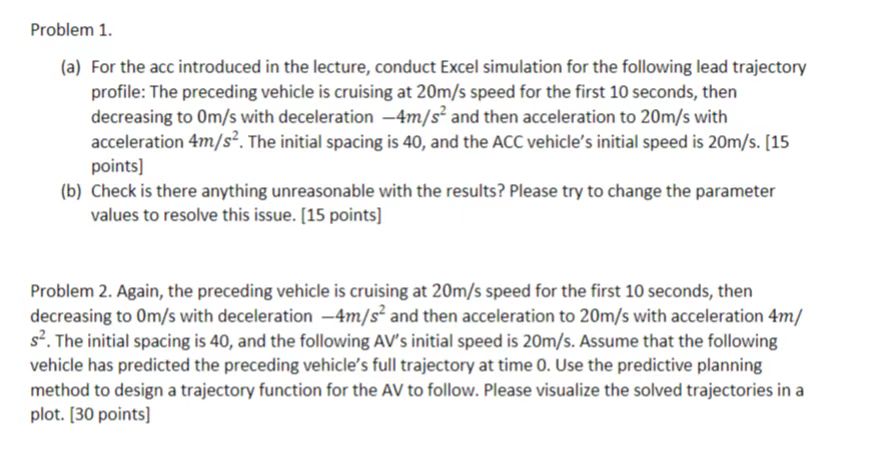 Problem 1.
(a) For the acc introduced in the lecture, conduct Excel simulation for the following lead trajectory
profile: The preceding vehicle is cruising at 20m/s speed for the first 10 seconds, then
decreasing to 0m/s with deceleration −4m/s² and then acceleration to 20m/s with
acceleration 4m/s². The initial spacing is 40, and the ACC vehicle's initial speed is 20m/s. [15
points]
(b) Check is there anything unreasonable with the results? Please try to change the parameter
values to resolve this issue. [15 points]
Problem 2. Again, the preceding vehicle is cruising at 20m/s speed for the first 10 seconds, then
decreasing to 0m/s with deceleration −4m/s² and then acceleration to 20m/s with acceleration 4m/
s². The initial spacing is 40, and the following AV's initial speed is 20m/s. Assume that the following
vehicle has predicted the preceding vehicle's full trajectory at time 0. Use the predictive planning
method to design a trajectory function for the AV to follow. Please visualize the solved trajectories in a
plot. [30 points]